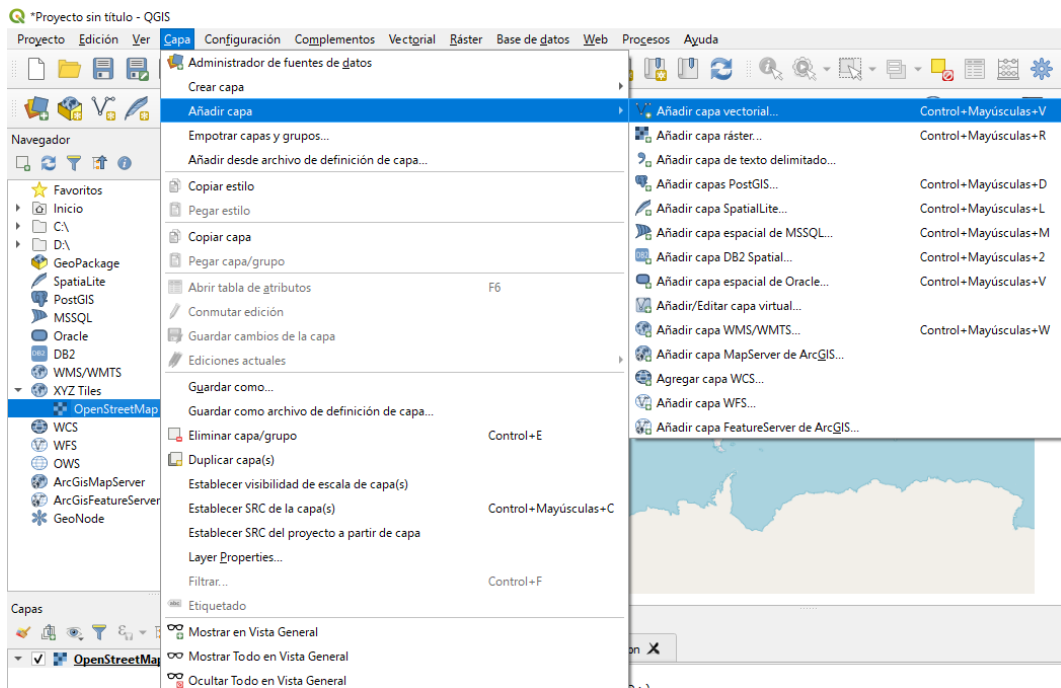 *Proyecto sin título - QGIS
Proyecto Edición Ver Capa Configuración Complementos Vectorial Ráster Base de datos Web Procesos Ayuda
Administrador de fuentes de datos
Crear capa
Añadir capa
Empotrar capas y grupos...
Añadir desde archivo de definición de capa...
Copiar estilo
Pegar estilo
Copiar capa
Pegar capa/grupo
Abrir tabla de atributos F6
Conmutar edición
Guardar cambios de la capa
Ediciones actuales
Guardar como...
Guardar como archivo de definición de capa...
Eliminar capa/grupo Control+E
Duplicar capa(s)
Establecer visibilidad de escala de capa(s)
Establecer SRC de la capa(s) Control+Mayúsculas+C
Establecer SRC del proyecto a partir de capa
Layer Properties...
Filtrar... Control+F
abc Etiquetado
Mostrar en Vista General
Mostrar Todo en Vista General
Ocultar Todo en Vista General
Añadir capa vectorial... Control+Mayúsculas+V
Añadir capa ráster... Control+Mayúsculas+R
Añadir capa de texto delimitado...
Añadir capas PostGIS... Control+Mayúsculas+D
Añadir capa SpatialLite... Control+Mayúsculas+L
Añadir capa espacial de MSSQL... Control+Mayúsculas+M
DB2 Añadir capa DB2 Spatial... Control+Mayúsculas+2
Añadir capa espacial de Oracle... Control+Mayúsculas+V
Añadir/Editar capa virtual...
Añadir capa WMS/WMTS... Control+Mayúsculas+W
Añadir capa MapServer de ArcGIS...
Agregar capa WCS...
Añadir capa WFS...
Añadir capa FeatureServer de ArcGIS...
Navegador
Favoritos
Inicio
C:\
D:\
GeoPackage
SpatiaLite
PostGIS
MSSQL
Oracle
DB2 DB2
WMS/WMTS
XYZ Tiles
OpenStreetMap
WCS
WFS
OWS
ArcGisMapServer
ArcGisFeatureServer
GeoNode
Capas
OpenStreetMap